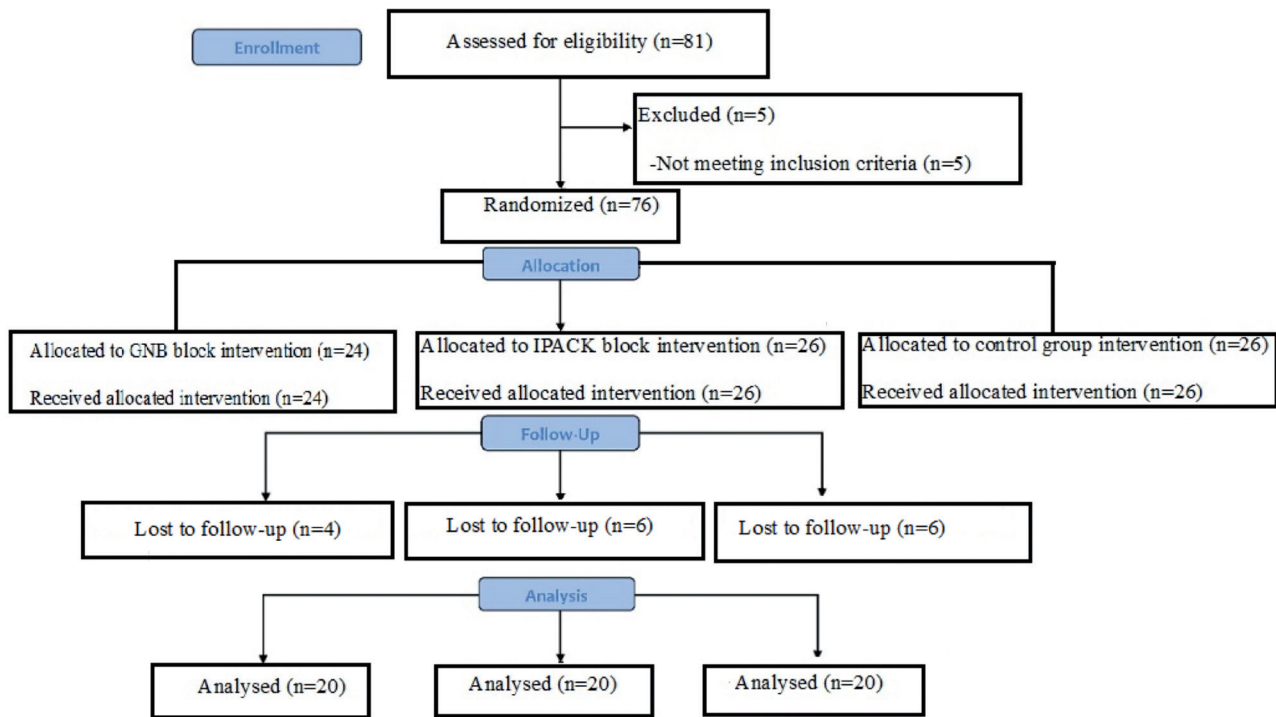 Enrollment
Assessed for eligibility (n=81)
Excluded (n=5)
-Not meeting inclusion criteria (n=5)
Randomized (n=76)
Allocation
Allocated to GNB block intervention (n=24)
Received allocated intervention (n=24)
Allocated to IPACK block intervention (n=26)
Received allocated intervention (n=26)
Allocated to control group intervention (n=26)
Received allocated intervention (n=26)
Follow-Up
Lost to follow-up (n=4)
Lost to follow-up (n=6)
Lost to follow-up (n=6)
Analysis
Analysed (n=20)
Analysed (n=20)
Analysed (n=20)